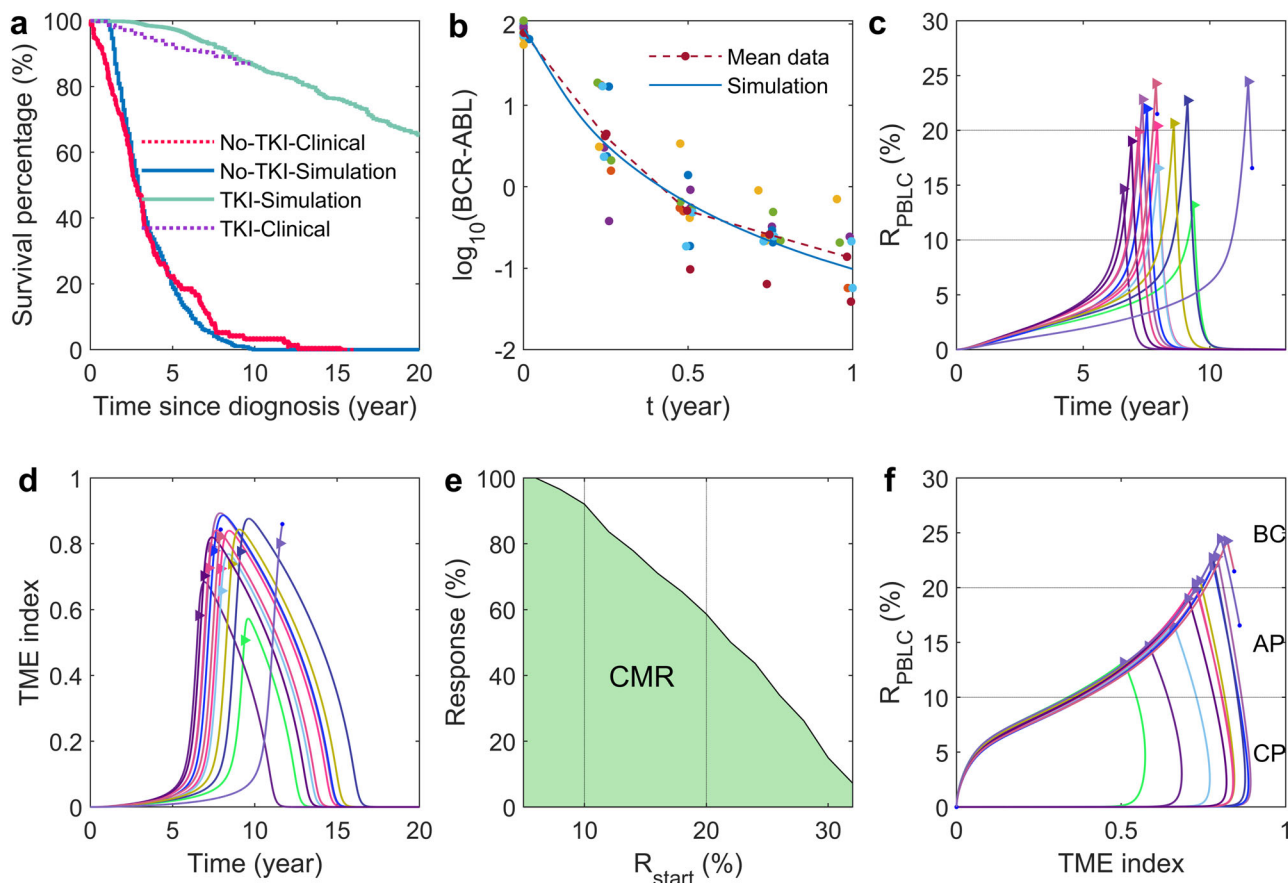 a
Survival percentage (%)
100
80
60
40
20
0
No-TKI-Clinical
No-TKI-Simulation
TKI-Simulation
TKI-Clinical
0 5 10 15 20
Time since diognosis (year)
b
log10(BCR-ABL)
2
1
0
-1
-2
Mean data
Simulation
0 0.5 1
t (year)
c
RPBLC (%)
30
25
20
15
10
5
0
0 5 10
Time (year)
d
TME index
1
0.8
0.6
0.4
0.2
0
0 5 10 15 20
Time (year)
e
Response (%)
100
80
60
40
20
0
CMR
10 20 30
Rstart (%)
f
RPBLC (%)
30
25
20
15
10
5
0
BC
AP
CP
0 0.5 1
TME index